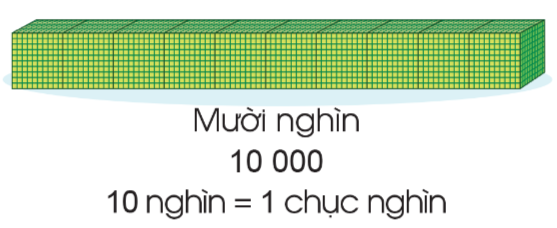 Mười nghìn
10 000
10 nghìn = 1 chục nghìn